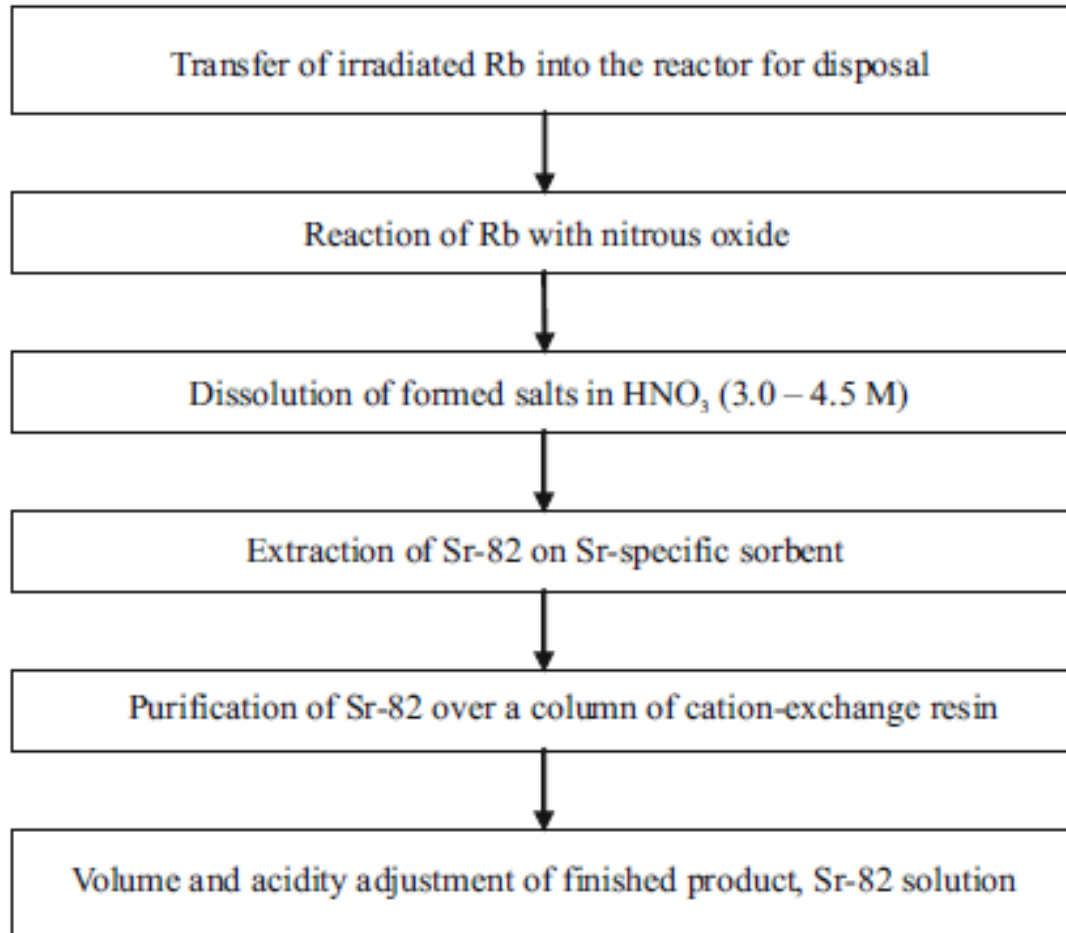 Transfer of irradiated Rb into the reactor for disposal
Reaction of Rb with nitrous oxide
Dissolution of formed salts in HNO₃ (3.0 – 4.5 M)
Extraction of Sr-82 on Sr-specific sorbent
Purification of Sr-82 over a column of cation-exchange resin
Volume and acidity adjustment of finished product, Sr-82 solution